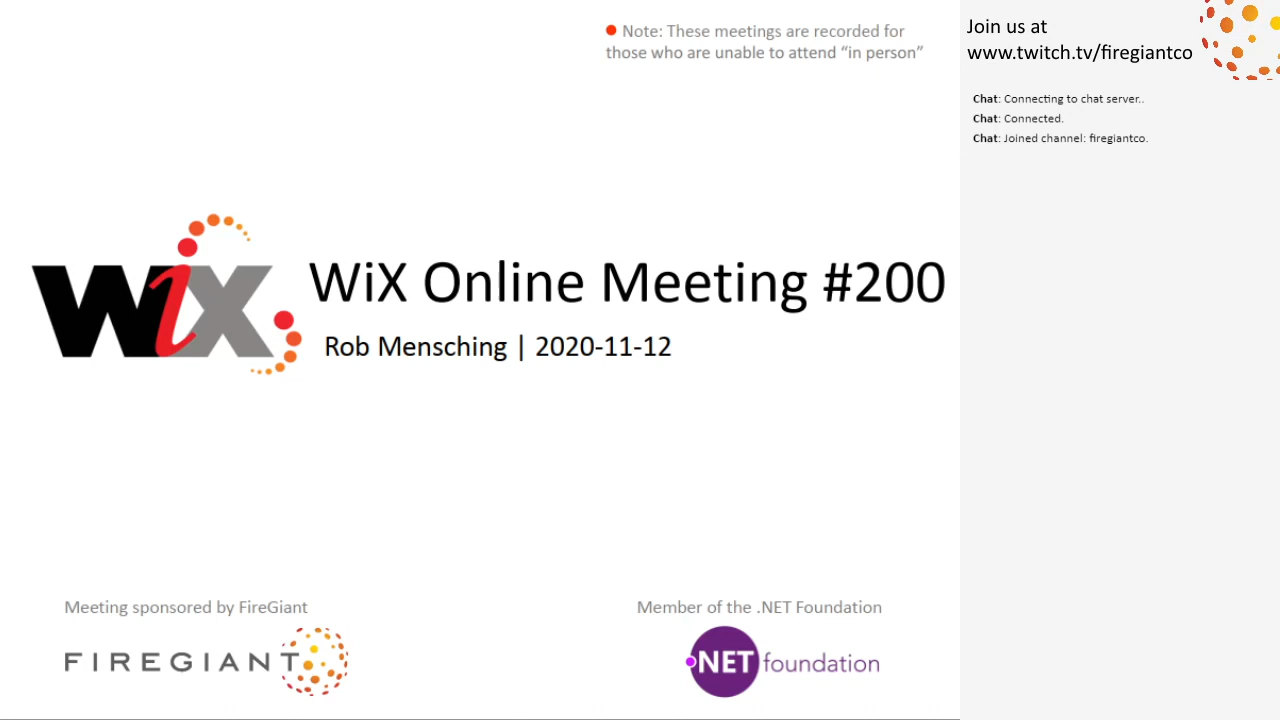 Note: These meetings are recorded for
those who are unable to attend “in person”
WiX
WiX Online Meeting #200
Rob Mensching | 2020-11-12
Meeting sponsored by FireGiant
FIREGIANT
Member of the .NET Foundation
.NET foundation
Join us at
www.twitch.tv/firegiantco
Chat: Connecting to chat server..
Chat: Connected.
Chat: Joined channel: firegiantco.